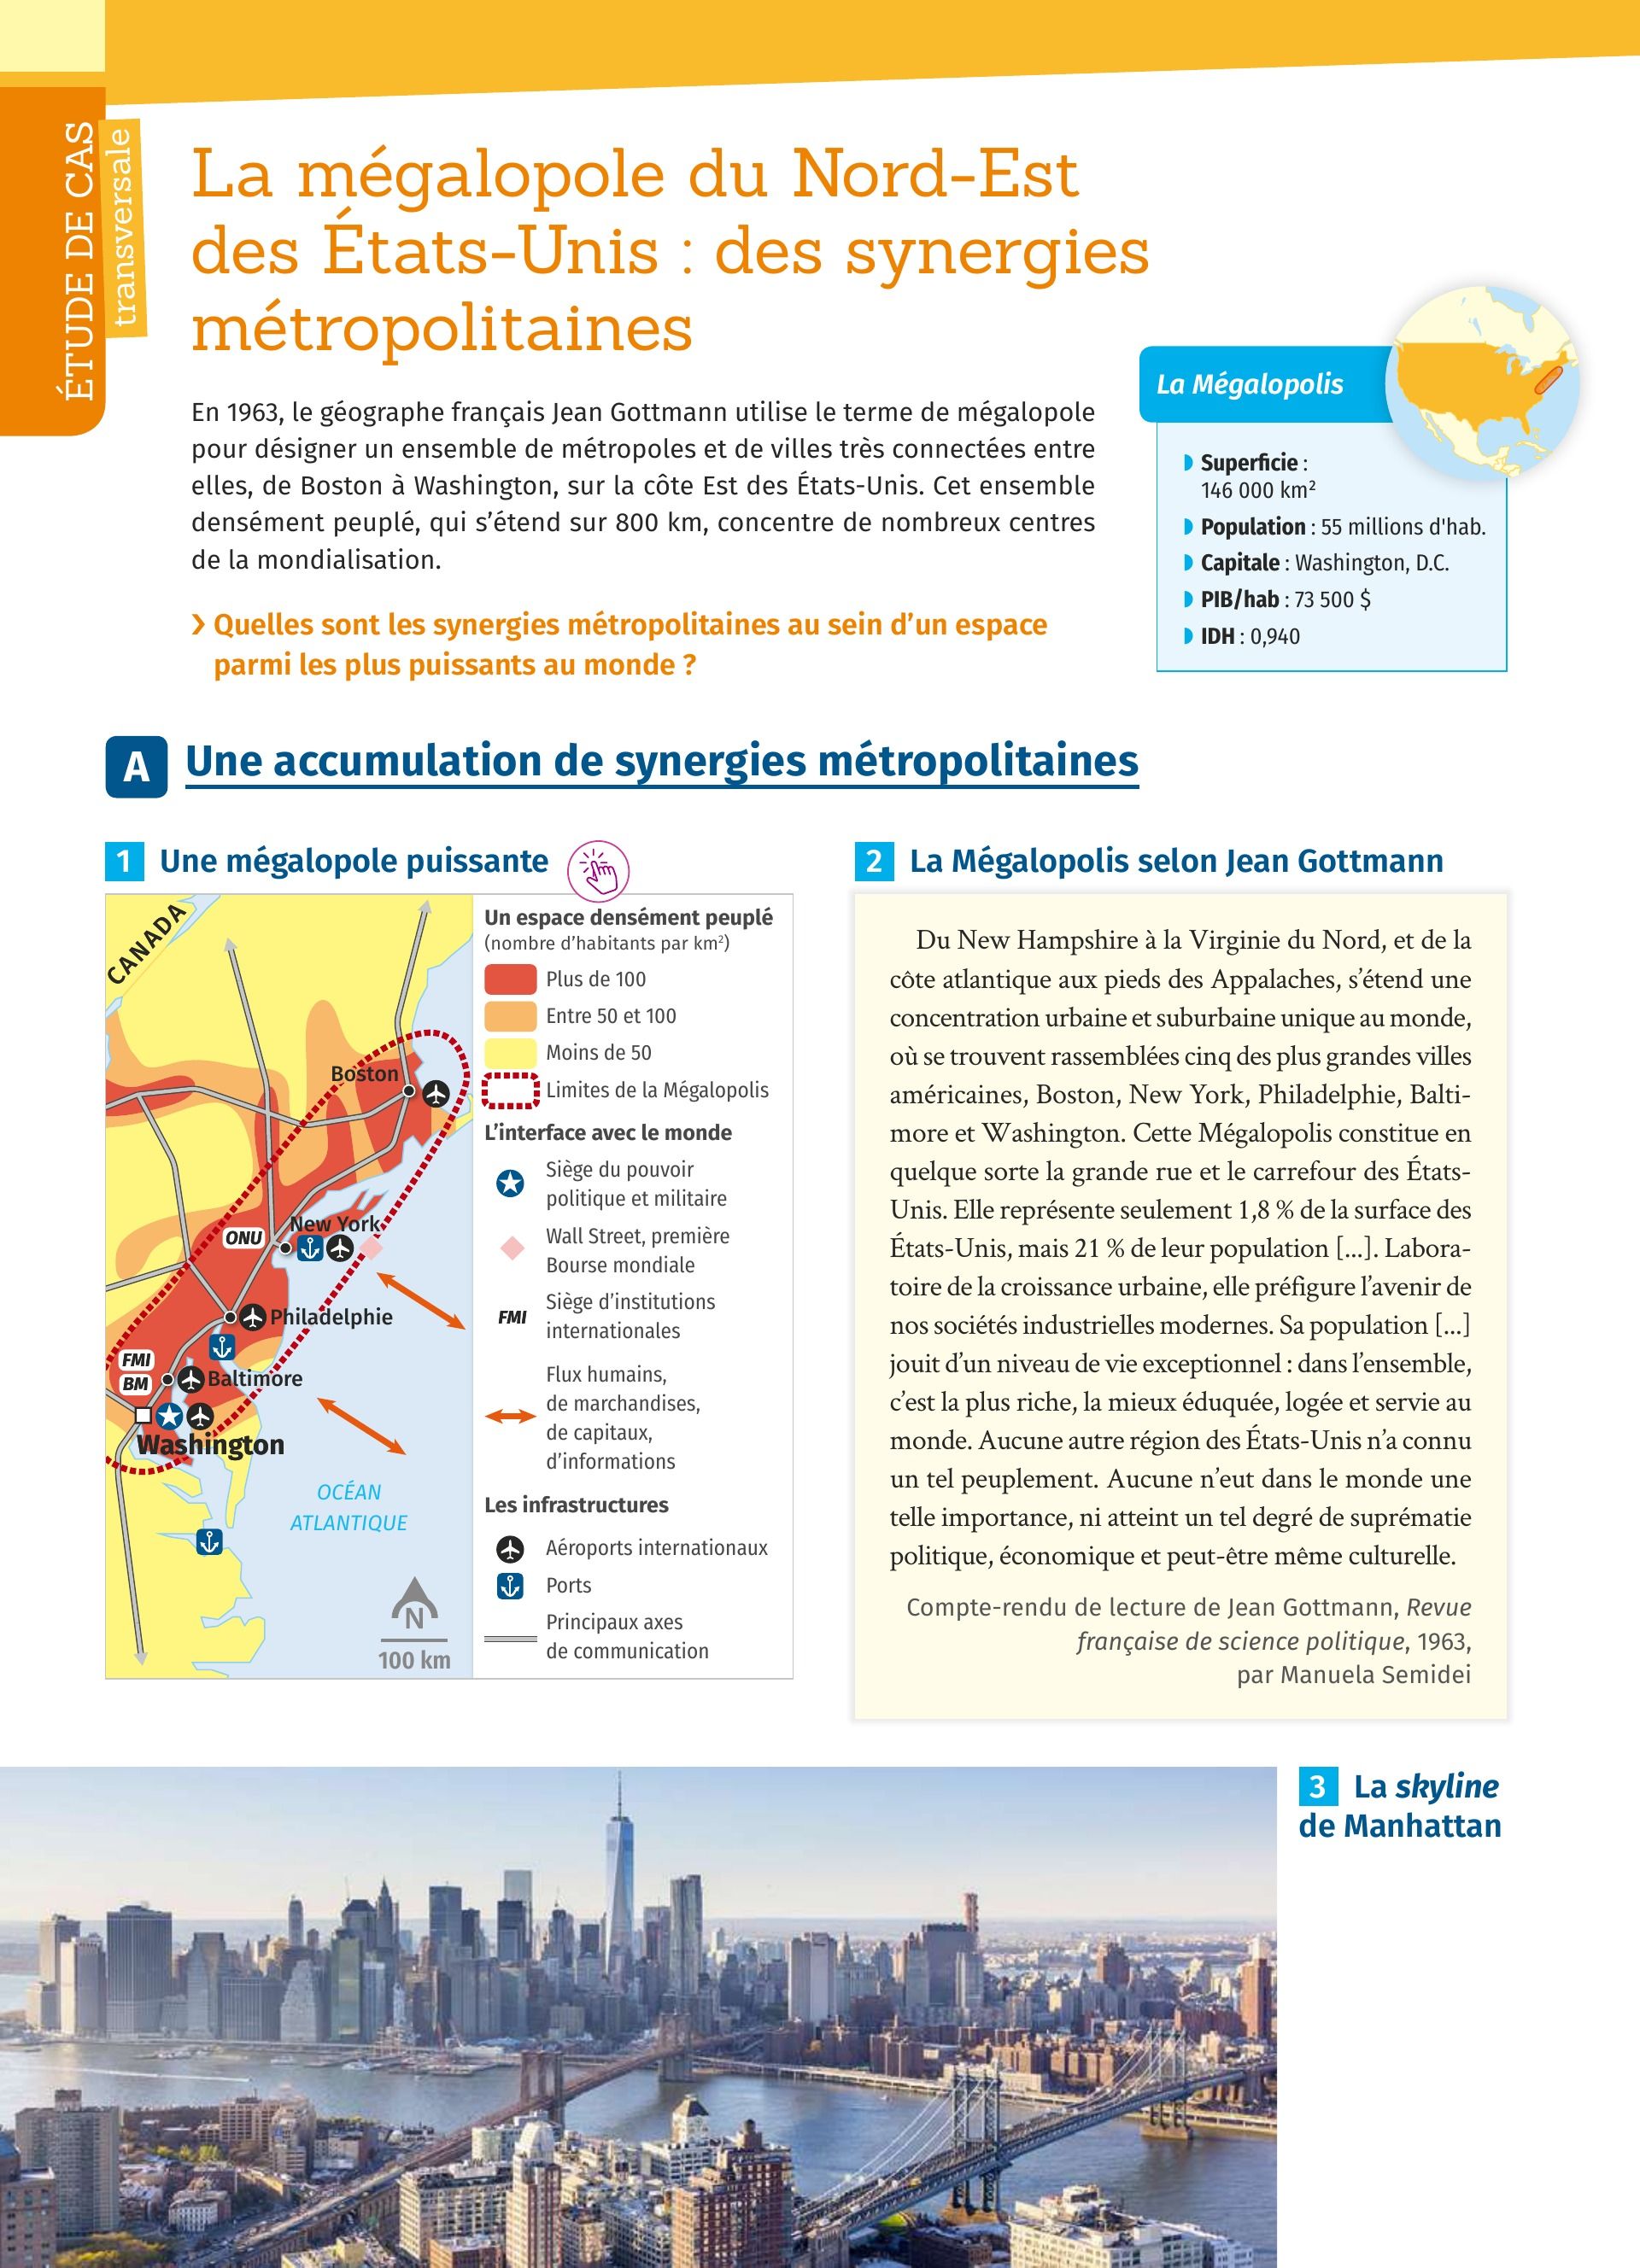 ÉTUDE DE CAS
transversale
La mégalopole du Nord-Est
des États-Unis : des synergies
métropolitaines
En 1963, le géographe français Jean Gottmann utilise le terme de mégalopole
pour désigner un ensemble de métropoles et de villes très connectées entre
elles, de Boston à Washington, sur la côte Est des États-Unis. Cet ensemble
densément peuplé, qui s’étend sur 800 km, concentre de nombreux centres
de la mondialisation.
› Quelles sont les synergies métropolitaines au sein d’un espace
parmi les plus puissants au monde ?
La Mégalopolis
Superficie :
146 000 km²
Population : 55 millions d'hab.
Capitale : Washington, D.C.
PIB/hab : 73 500 $
IDH : 0,940
A Une accumulation de synergies métropolitaines
1 Une mégalopole puissante
CANADA
Boston
New York
ONU
Philadelphie
FMI
BM
Baltimore
Washington
OCÉAN
ATLANTIQUE
N
100 km
Un espace densément peuplé
(nombre d’habitants par km²)
Plus de 100
Entre 50 et 100
Moins de 50
Limites de la Mégalopolis
L’interface avec le monde
Siège du pouvoir
politique et militaire
Wall Street, première
Bourse mondiale
FMI Siège d’institutions
internationales
Flux humains,
de marchandises,
de capitaux,
d’informations
Les infrastructures
Aéroports internationaux
Ports
Principaux axes
de communication
2 La Mégalopolis selon Jean Gottmann
Du New Hampshire à la Virginie du Nord, et de la
côte atlantique aux pieds des Appalaches, s’étend une
concentration urbaine et suburbaine unique au monde,
où se trouvent rassemblées cinq des plus grandes villes
américaines, Boston, New York, Philadelphie, Balti-
more et Washington. Cette Mégalopolis constitue en
quelque sorte la grande rue et le carrefour des États-
Unis. Elle représente seulement 1,8 % de la surface des
États-Unis, mais 21 % de leur population [...]. Labora-
toire de la croissance urbaine, elle préfigure l’avenir de
nos sociétés industrielles modernes. Sa population [...]
jouit d’un niveau de vie exceptionnel : dans l’ensemble,
c’est la plus riche, la mieux éduquée, logée et servie au
monde. Aucune autre région des États-Unis n’a connu
un tel peuplement. Aucune n’eut dans le monde une
telle importance, ni atteint un tel degré de suprématie
politique, économique et peut-être même culturelle.
Compte-rendu de lecture de Jean Gottmann, Revue
française de science politique, 1963,
par Manuela Semidei
3 La skyline
de Manhattan